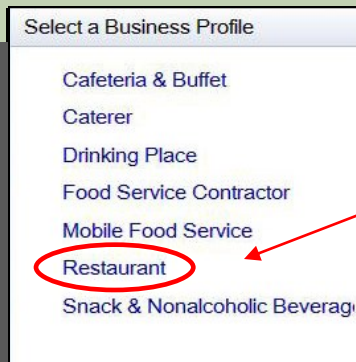 Select a Business Profile
Cafeteria & Buffet
Caterer
Drinking Place
Food Service Contractor
Mobile Food Service
Restaurant
Snack & Nonalcoholic Beverag